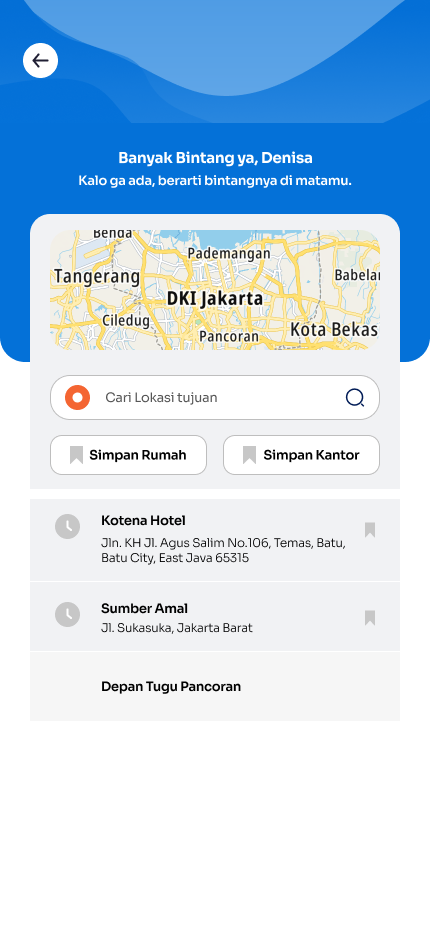 Banyak Bintang ya, Denisa
Kalo ga ada, berarti bintangnya di matamu.
Benda
Pademangan
Tangerang
Babelan
DKI Jakarta
Ciledug
Kota Bekas
Pancoran
Cari Lokasi tujuan
Simpan Rumah
Simpan Kantor
Kotena Hotel
Jln. KH Jl. Agus Salim No.106, Temas, Batu,
Batu City, East Java 65315
Sumber Amal
Jl. Sukasuka, Jakarta Barat
Depan Tugu Pancoran